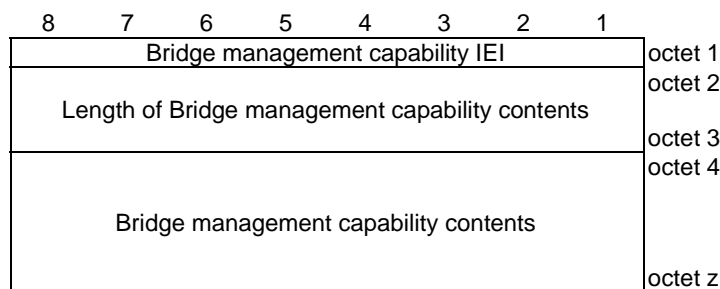 8 7 6 5 4 3 2 1
Bridge management capability IEI octet 1
octet 2
Length of Bridge management capability contents
octet 3
octet 4
Bridge management capability contents
octet z